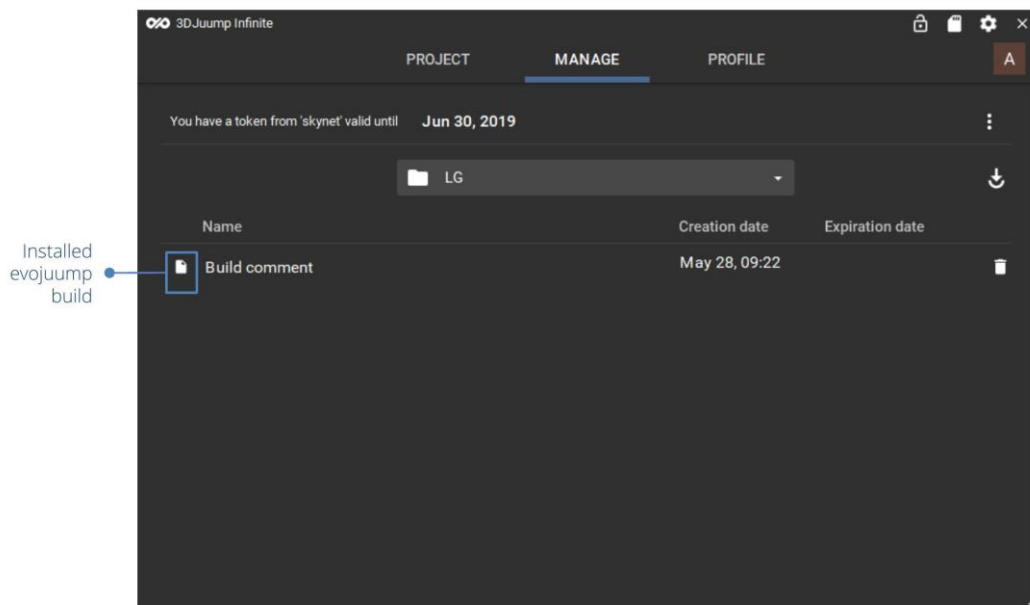 3DJuump Infinite
PROJECT MANAGE PROFILE
A
You have a token from 'skynet' valid until Jun 30, 2019
LG
Name Creation date Expiration date
Installed
evojuump
build
Build comment May 28, 09:22